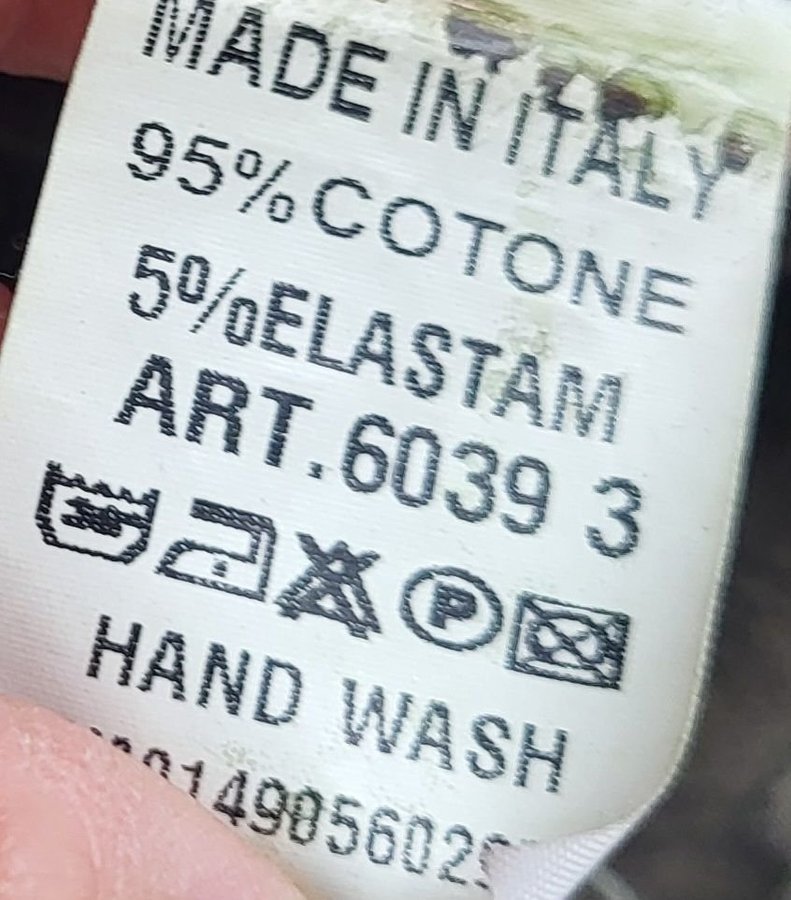 MADE IN ITALY
95% COTONE
5%ELASTAM
ART.6039 3
P
HAND WASH